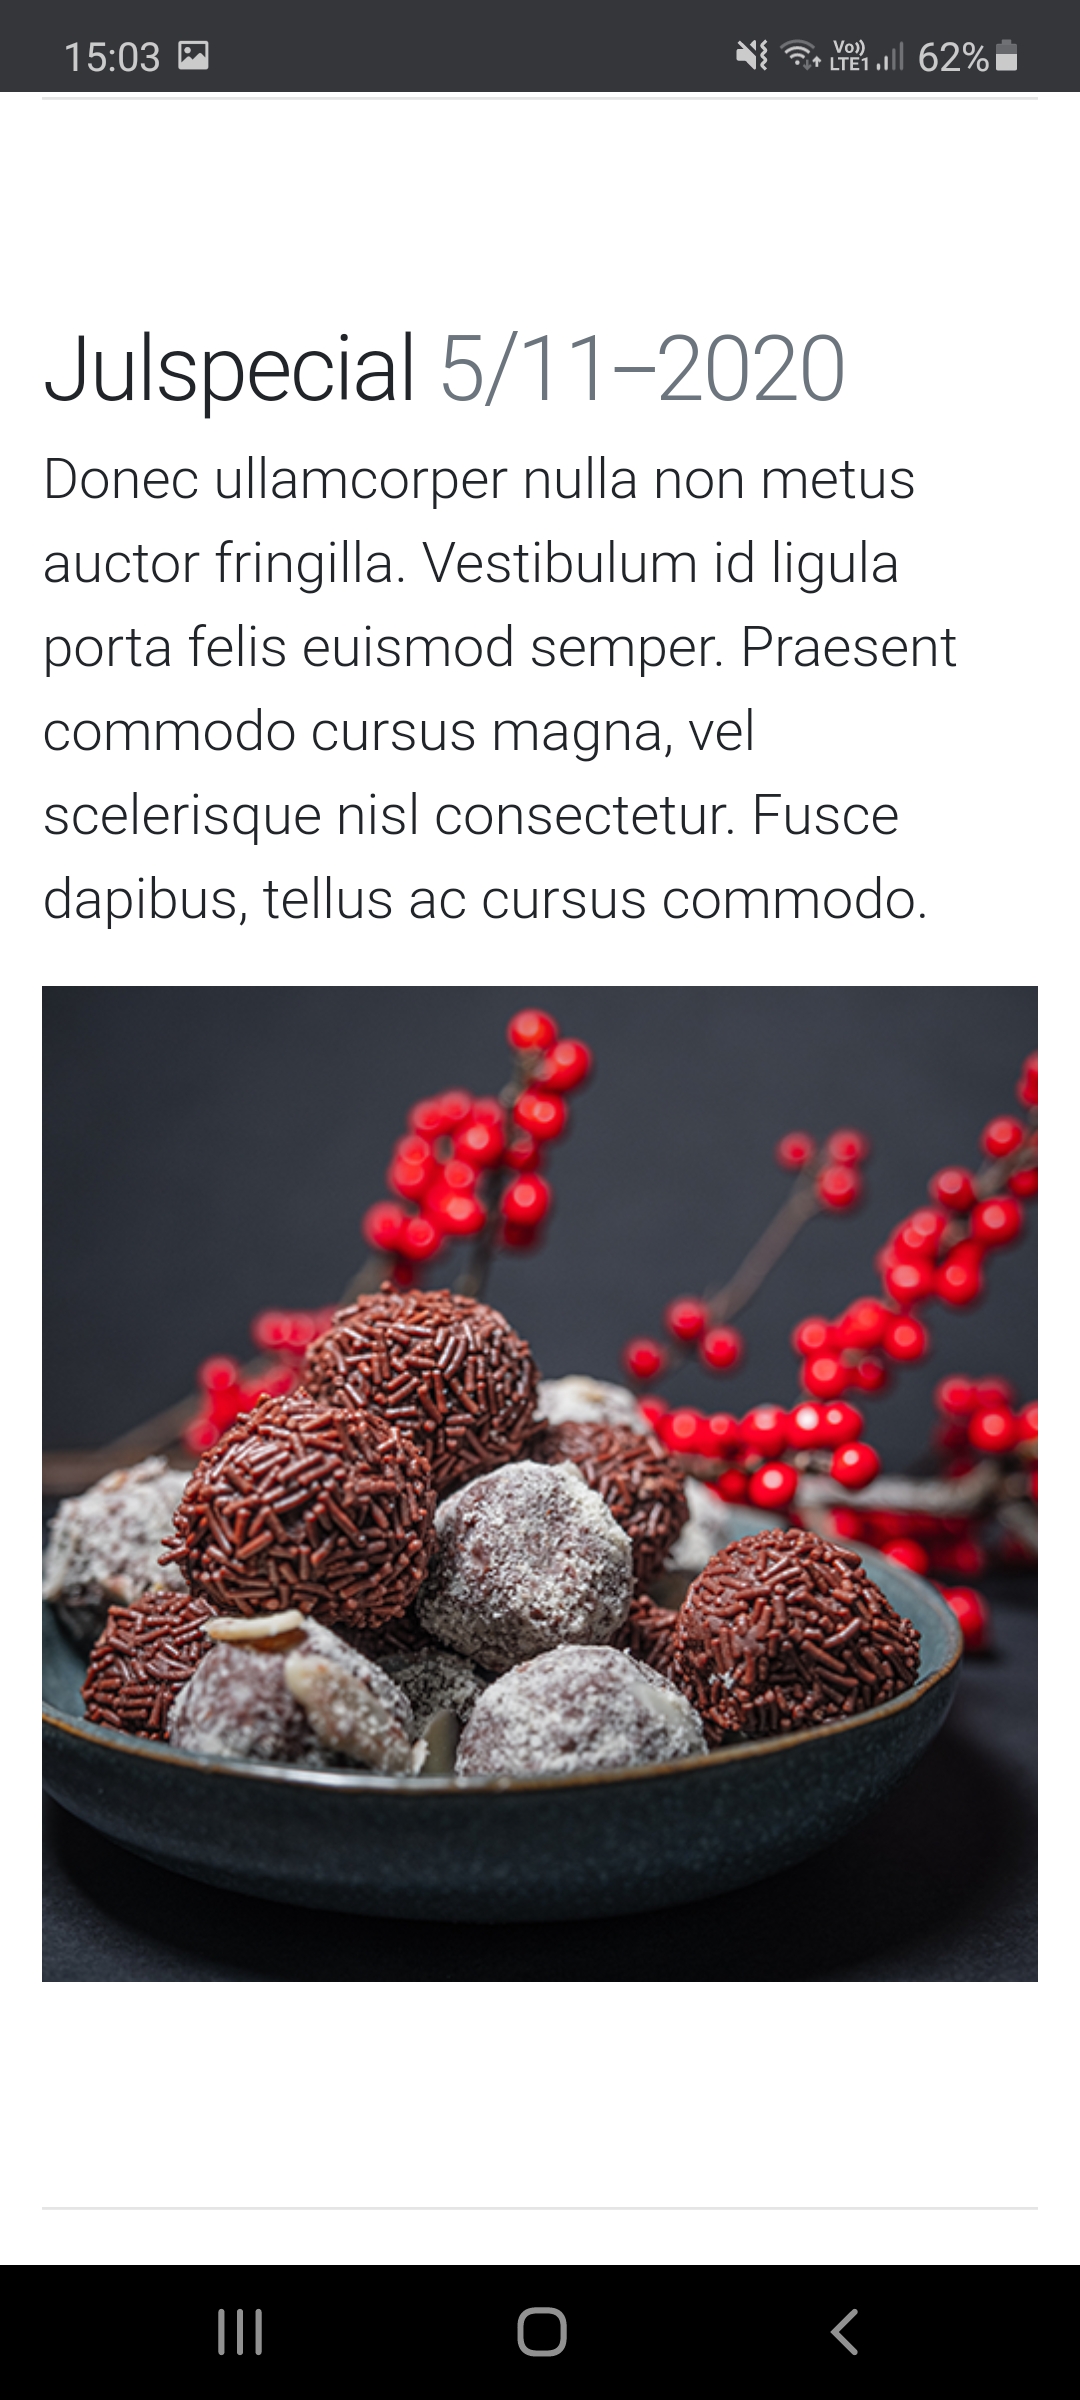 15:03
Vo))
LTE1
62%
Julspecial 5/11–2020
Donec ullamcorper nulla non metus
auctor fringilla. Vestibulum id ligula
porta felis euismod semper. Praesent
commodo cursus magna, vel
scelerisque nisl consectetur. Fusce
dapibus, tellus ac cursus commodo.